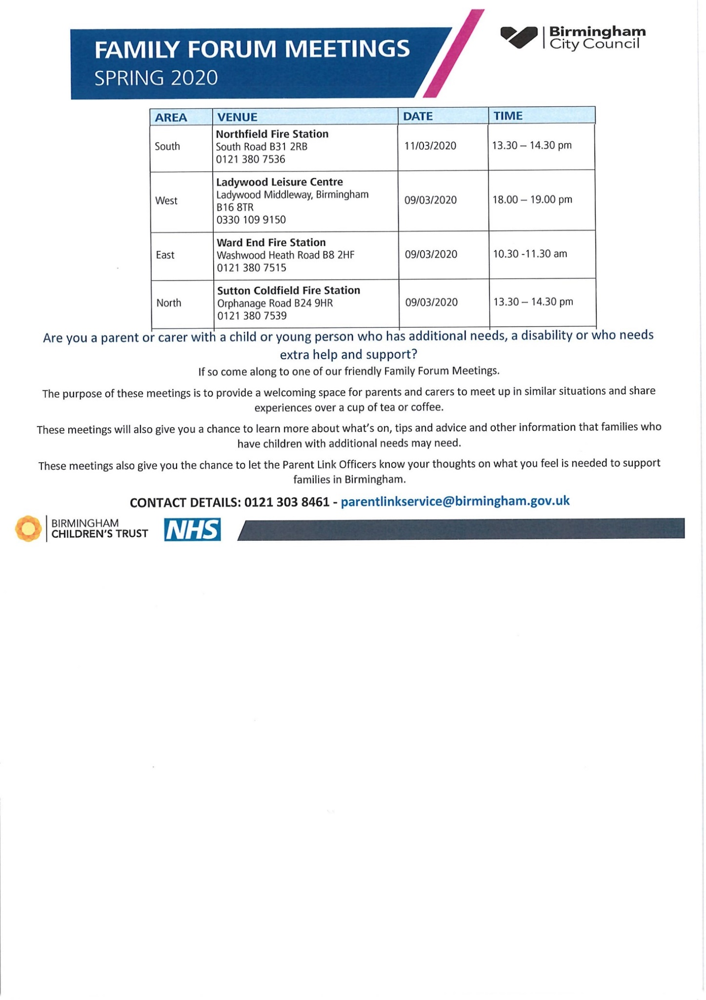 FAMILY FORUM MEETINGS
SPRING 2020
Birmingham
City Council
AREA VENUE DATE TIME
South
Northfield Fire Station
South Road B31 2RB
0121 380 7536
11/03/2020
13.30 – 14.30 pm
West
Ladywood Leisure Centre
Ladywood Middleway, Birmingham
B16 8TR
0330 109 9150
09/03/2020
18.00 – 19.00 pm
East
Ward End Fire Station
Washwood Heath Road B8 2HF
0121 380 7515
09/03/2020
10.30 -11.30 am
North
Sutton Coldfield Fire Station
Orphanage Road B24 9HR
0121 380 7539
09/03/2020
13.30 – 14.30 pm
Are you a parent or carer with a child or young person who has additional needs, a disability or who needs
extra help and support?
If so come along to one of our friendly Family Forum Meetings.
The purpose of these meetings is to provide a welcoming space for parents and carers to meet up in similar situations and share
experiences over a cup of tea or coffee.
These meetings will also give you a chance to learn more about what's on, tips and advice and other information that families who
have children with additional needs may need.
These meetings also give you the chance to let the Parent Link Officers know your thoughts on what you feel is needed to support
families in Birmingham.
CONTACT DETAILS: 0121 303 8461 - parentlinkservice@birmingham.gov.uk
BIRMINGHAM
CHILDREN'S TRUST
NHS